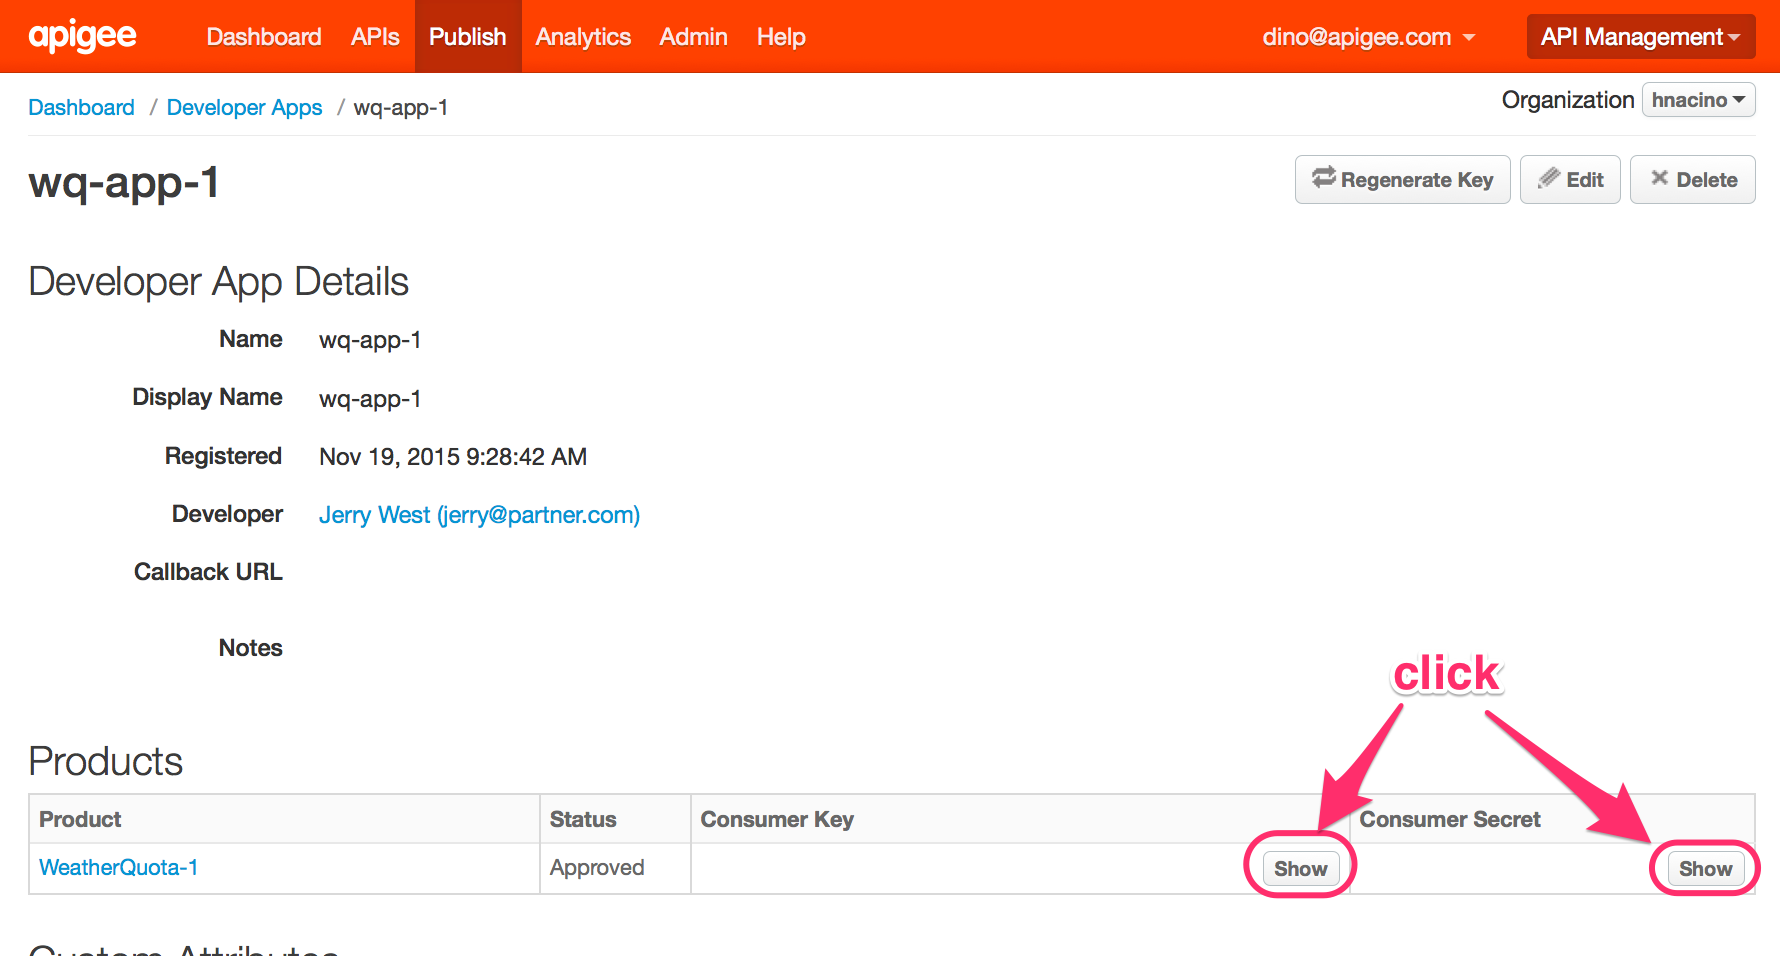 apigee Dashboard APIs Publish Analytics Admin Help dino@apigee.com API Management
Dashboard / Developer Apps / wq-app-1 Organization hnacino
wq-app-1 Regenerate Key Edit Delete
Developer App Details
Name wq-app-1
Display Name wq-app-1
Registered Nov 19, 2015 9:28:42 AM
Developer Jerry West (jerry@partner.com)
Callback URL
Notes
click
Products
Product Status Consumer Key Consumer Secret
WeatherQuota-1 Approved Show Show
Custom Attributes